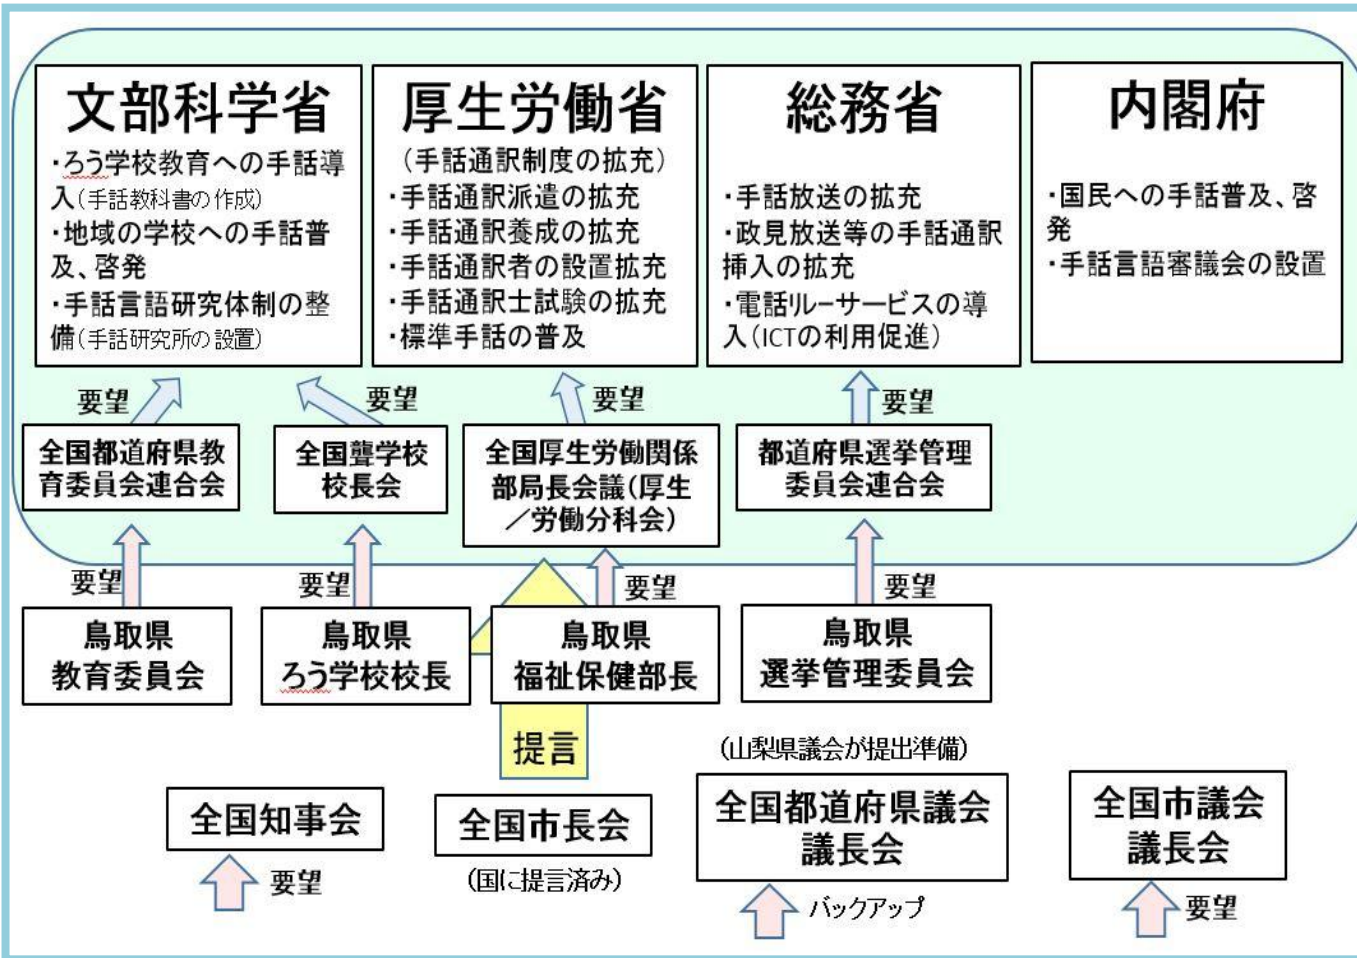 文部科学省
・ろう学校教育への手話導
入(手話教科書の作成)
・地域の学校への手話普
及、啓発
・手話言語研究体制の整
備(手話研究所の設置)
厚生労働省
(手話通訳制度の拡充)
・手話通訳派遣の拡充
・手話通訳養成の拡充
・手話通訳者の設置拡充
・手話通訳士試験の拡充
・標準手話の普及
総務省
・手話放送の拡充
・政見放送等の手話通訳
挿入の拡充
・電話リレーサービスの導
入(ICTの利用促進)
内閣府
・国民への手話普及、啓
発
・手話言語審議会の設置
要望
要望
要望
要望
全国都道府県教
育委員会連合会
全国聾学校
校長会
全国厚生労働関係
部局長会議(厚生
／労働分科会)
都道府県選挙管理
委員会連合会
要望
要望
要望
要望
鳥取県
教育委員会
鳥取県
ろう学校校長
鳥取県
福祉保健部長
鳥取県
選挙管理委員会
提言
(山梨県議会が提出準備)
全国知事会
全国市長会
全国都道府県議会
議長会
全国市議会
議長会
要望
(国に提言済み)
バックアップ
要望